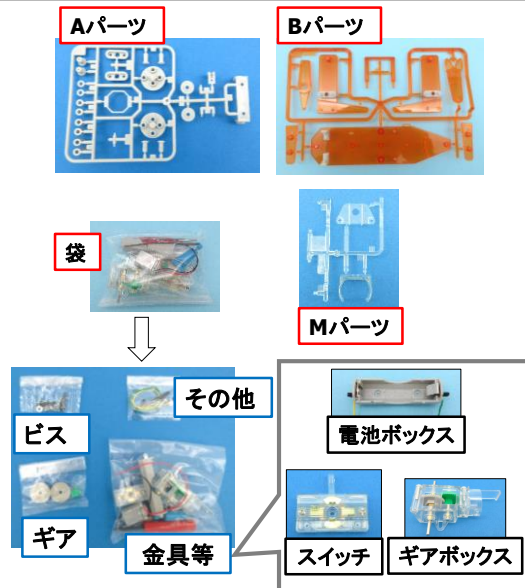 Aパーツ
Bパーツ
袋
Mパーツ
その他
ビス
ギア
金具等
電池ボックス
スイッチ
ギアボックス